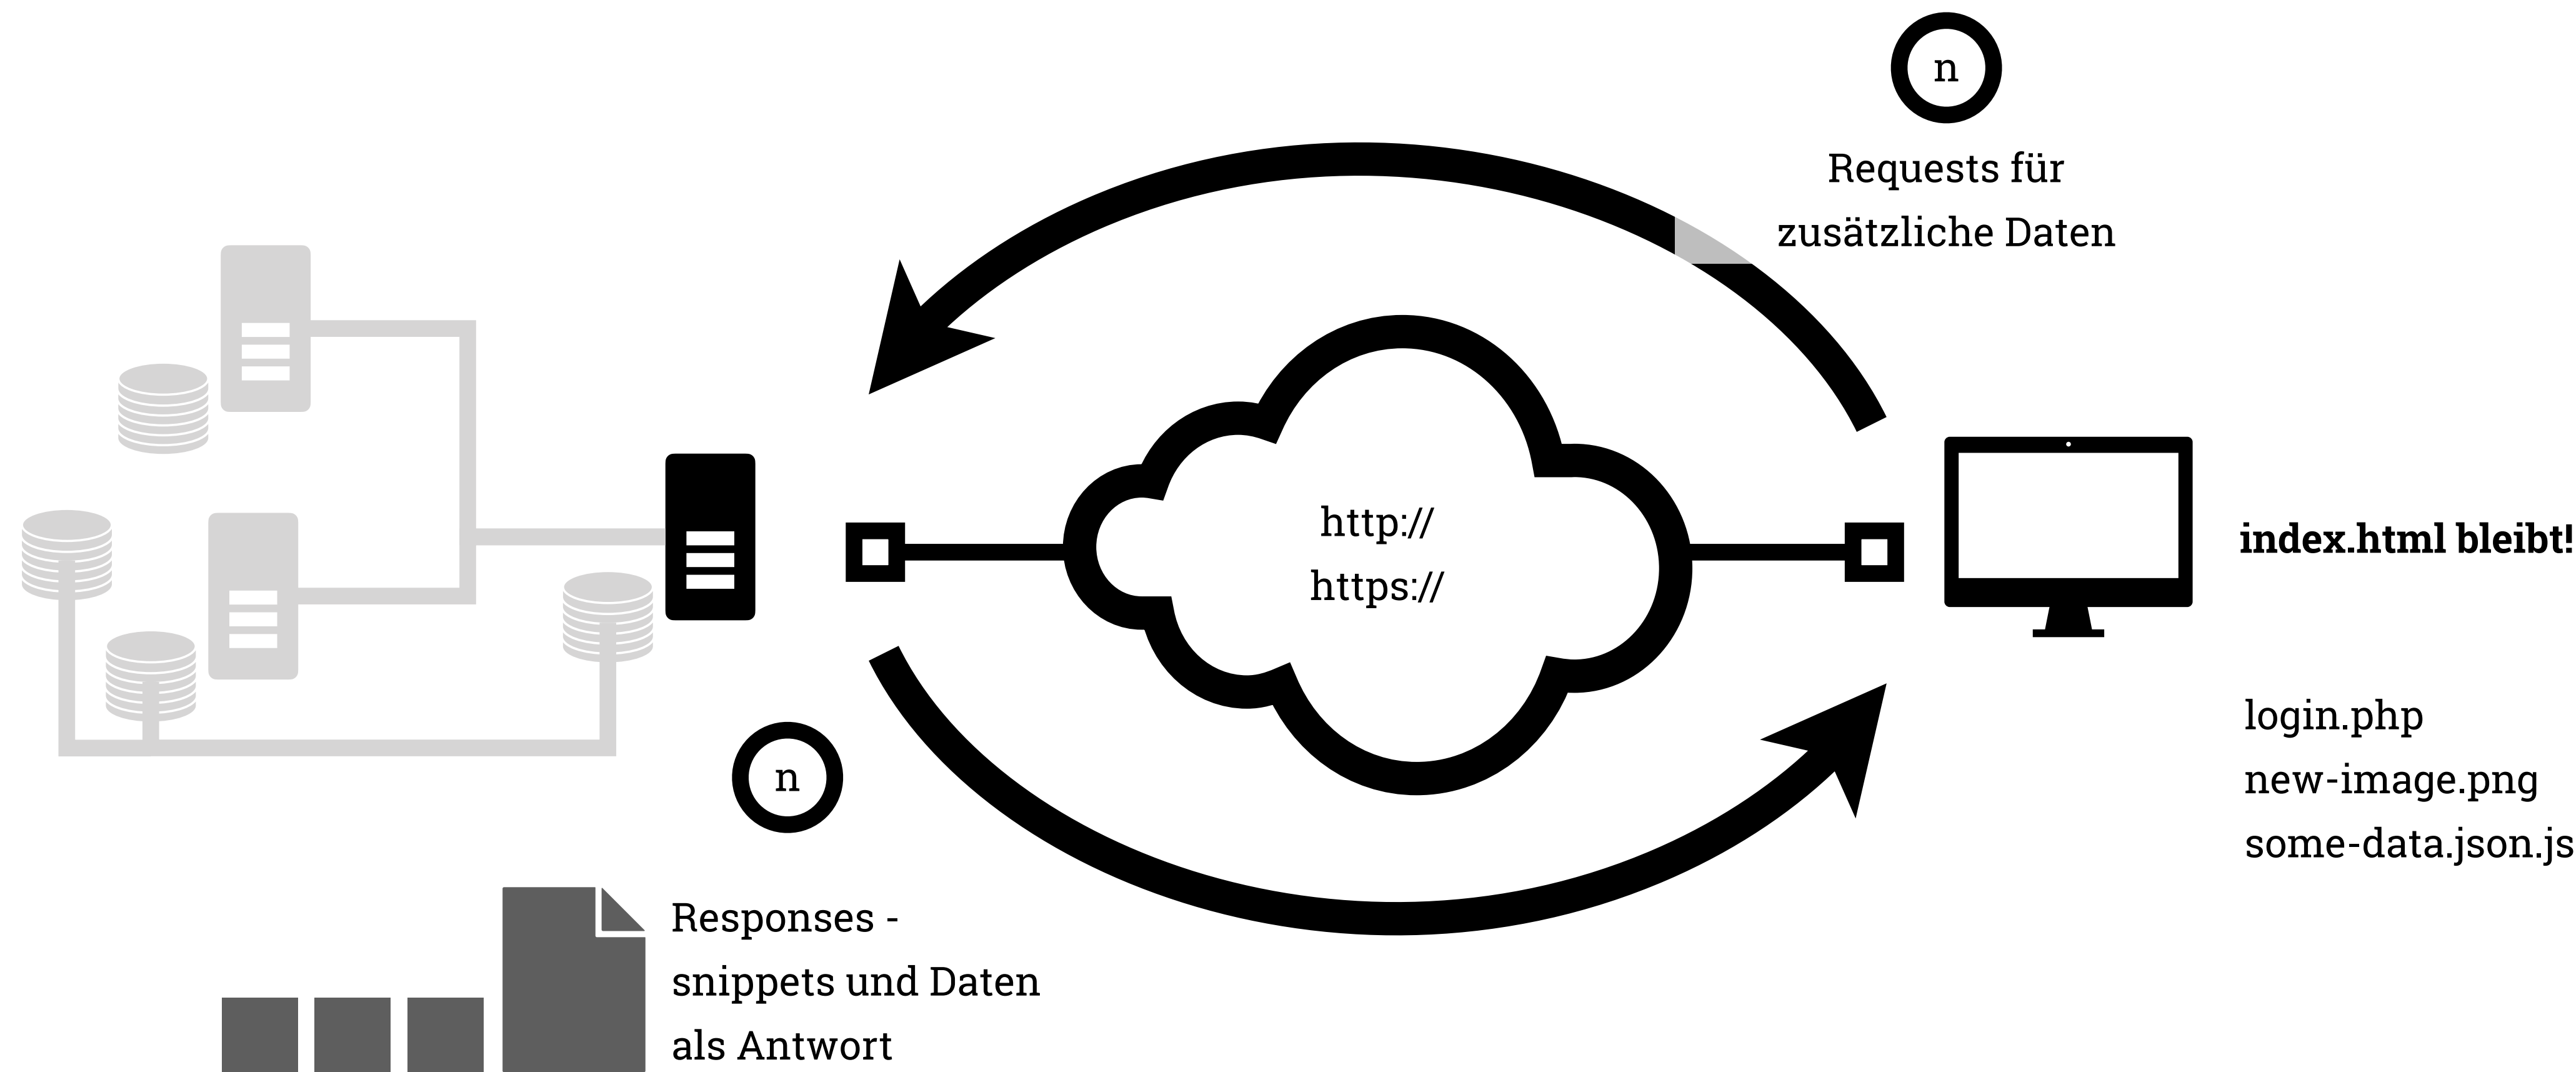 n
Requests für
zusätzliche Daten
http://
https://
index.html bleibt!
login.php
new-image.png
some-data.json.js
n
Responses -
snippets und Daten
als Antwort